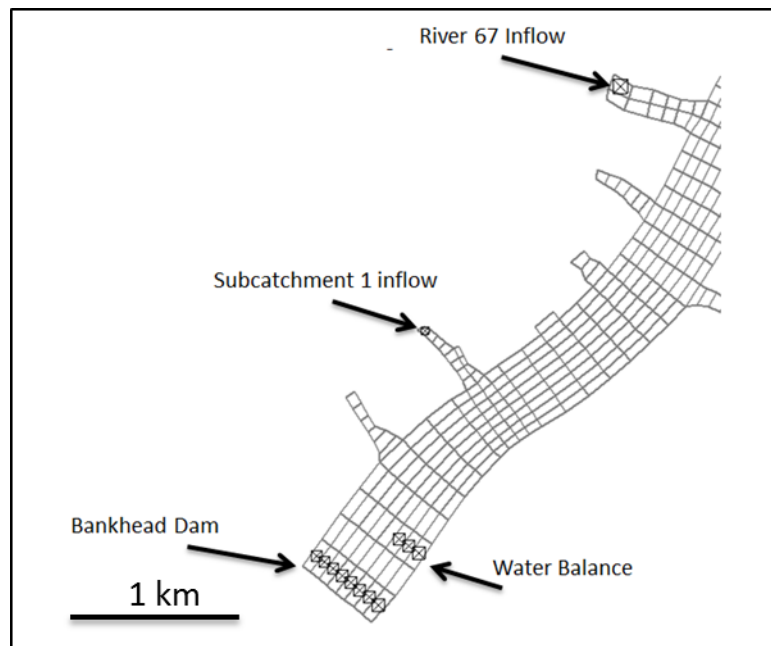 River 67 Inflow
Subcatchment 1 inflow
Bankhead Dam
Water Balance
1 km